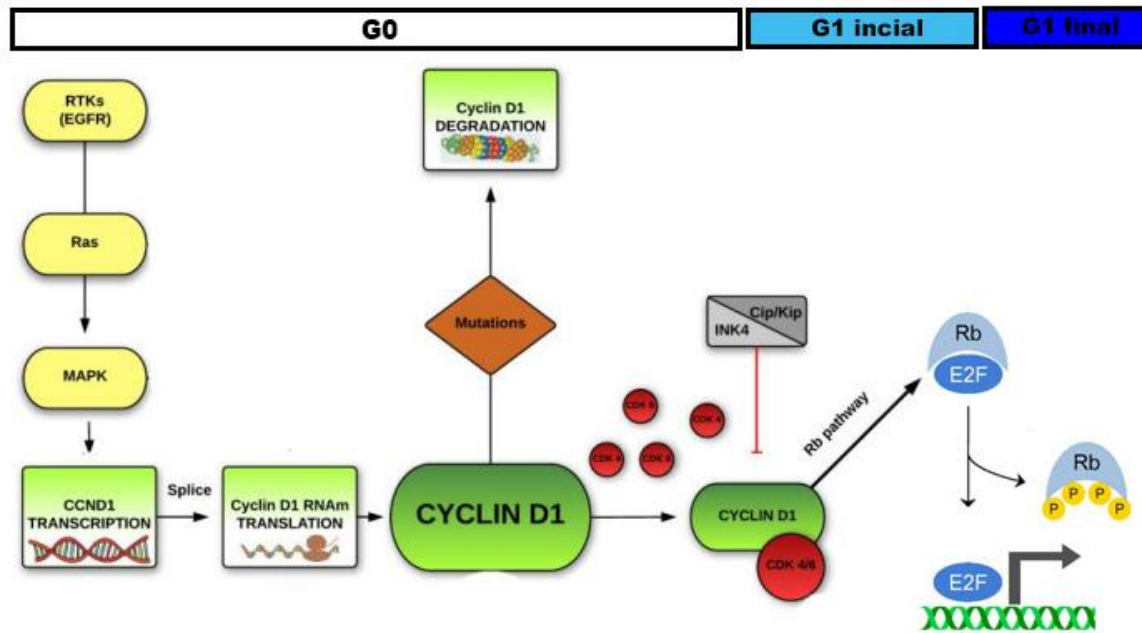 G0
G1 incial
G1 final
RTKs
(EGFR)
Ras
MAPK
CCND1
TRANSCRIPTION
Splice
Cyclin D1 RNAm
TRANSLATION
Cyclin D1
DEGRADATION
Mutations
CYCLIN D1
CDK 6
CDK 4
CDK 4
CDK 6
Cip/Kip
INK4
CYCLIN D1
CDK 4/6
Rb pathway
Rb
E2F
Rb
P
P
P
P
E2F